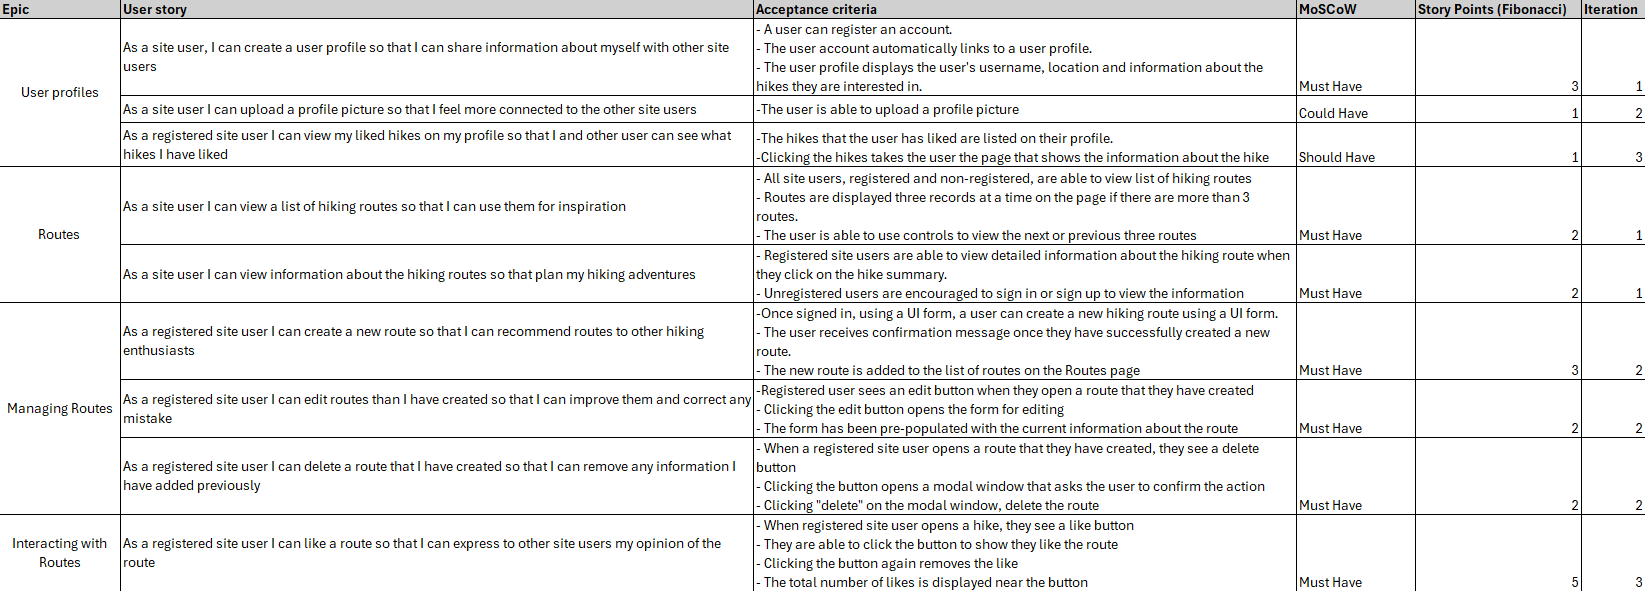 Epic
User story
Acceptance criteria
MoSCoW
Story Points (Fibonacci)
Iteration
User profiles
As a site user, I can create a user profile so that I can share information about myself with other site
users
- A user can register an account.
- The user account automatically links to a user profile.
- The user profile displays the user's username, location and information about the
hikes they are interested in.
Must Have
3
1
As a site user I can upload a profile picture so that I feel more connected to the other site users
-The user is able to upload a profile picture
Could Have
1
2
As a registered site user I can view my liked hikes on my profile so that I and other user can see what
hikes I have liked
-The hikes that the user has liked are listed on their profile.
-Clicking the hikes takes the user the page that shows the information about the hike
Should Have
1
3
Routes
As a site user I can view a list of hiking routes so that I can use them for inspiration
- All site users, registered and non-registered, are able to view list of hiking routes
- Routes are displayed three records at a time on the page if there are more than 3
routes.
- The user is able to use controls to view the next or previous three routes
Must Have
2
1
As a site user I can view information about the hiking routes so that plan my hiking adventures
- Registered site users are able to view detailed information about the hiking route when
they click on the hike summary.
- Unregistered users are encouraged to sign in or sign up to view the information
Must Have
2
1
Managing Routes
As a registered site user I can create a new route so that I can recommend routes to other hiking
enthusiasts
-Once signed in, using a UI form, a user can create a new hiking route using a UI form.
- The user receives confirmation message once they have successfully created a new
route.
- The new route is added to the list of routes on the Routes page
Must Have
3
2
As a registered site user I can edit routes than I have created so that I can improve them and correct any
mistake
-Registered user sees an edit button when they open a route that they have created
- Clicking the edit button opens the form for editing
- The form has been pre-populated with the current information about the route
Must Have
2
2
As a registered site user I can delete a route that I have created so that I can remove any information I
have added previously
- When a registered site user opens a route that they have created, they see a delete
button
- Clicking the button opens a modal window that asks the user to confirm the action
- Clicking "delete" on the modal window, delete the route
Must Have
2
2
Interacting with
Routes
As a registered site user I can like a route so that I can express to other site users my opinion of the
route
- When registered site user opens a hike, they see a like button
- They are able to click the button to show they like the route
- Clicking the button again removes the like
- The total number of likes is displayed near the button
Must Have
5
3